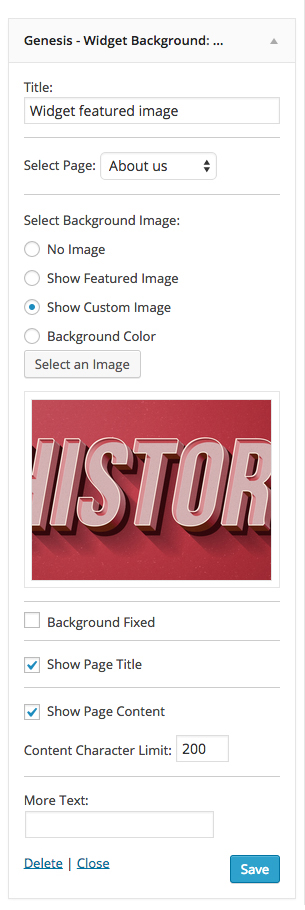 Genesis - Widget Background: ...
Title:
Widget featured image
Select Page: About us
Select Background Image:
No Image
Show Featured Image
Show Custom Image
Background Color
Select an Image
HISTOR
Background Fixed
Show Page Title
Show Page Content
Content Character Limit: 200
More Text:
Delete | Close Save